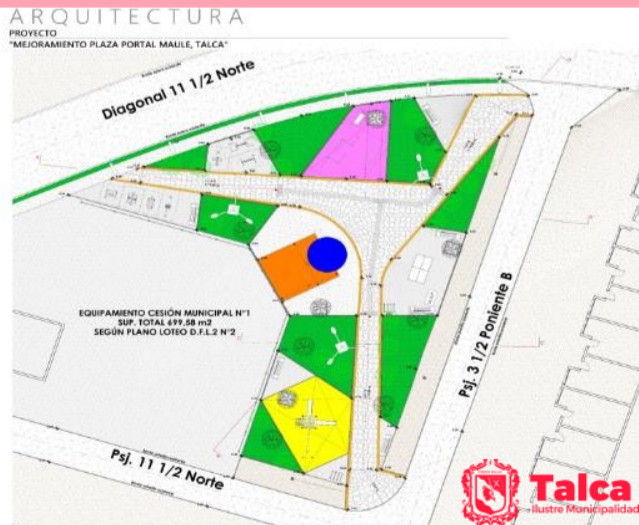 ARQUITECTURA
PROYECTO
"MEJORAMIENTO PLAZA PORTAL MAULE, TALCA"
Diagonal 11 1/2 Norte
EQUIPAMIENTO CESIÓN MUNICIPAL N°1
SUP. TOTAL 699,58 m2
SEGÚN PLANO LOTEO D.F.L.2 N°2
Psj. 3 1/2 Poniente B
Psj. 11 1/2 Norte
Talca
Ilustre Municipalidad